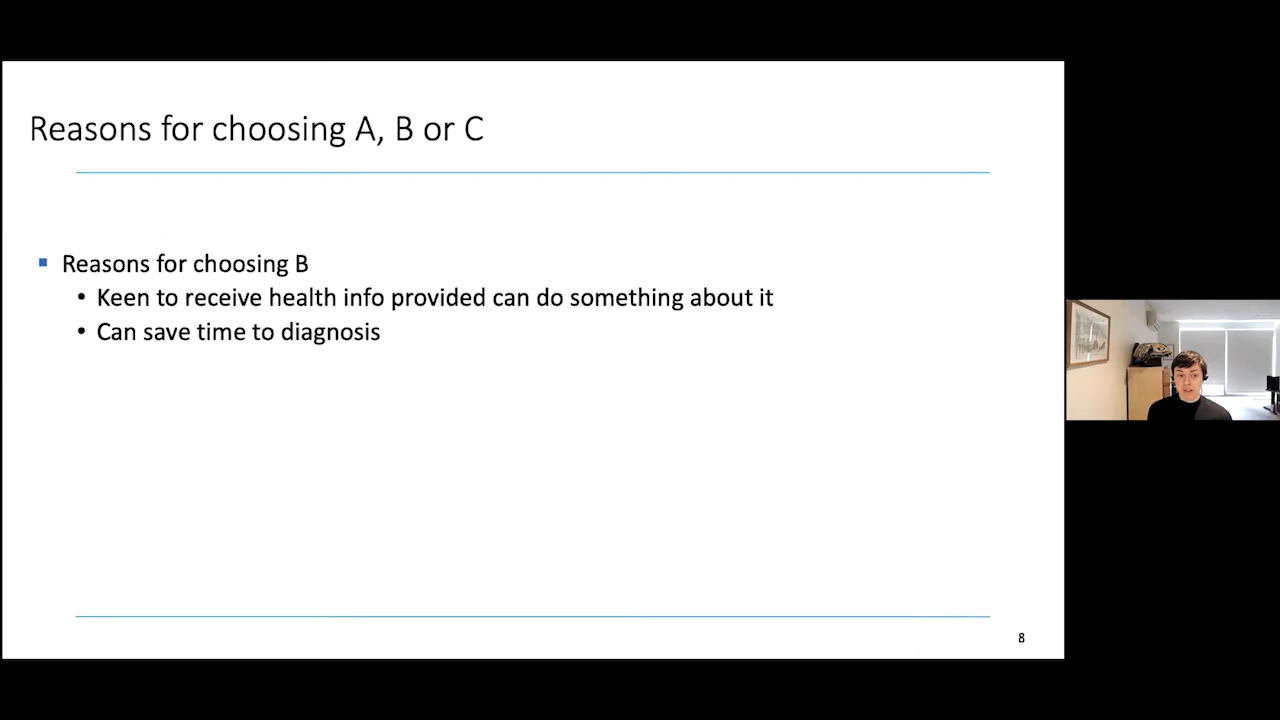 Reasons for choosing A, B or C
Reasons for choosing B
Keen to receive health info provided can do something about it
Can save time to diagnosis
8